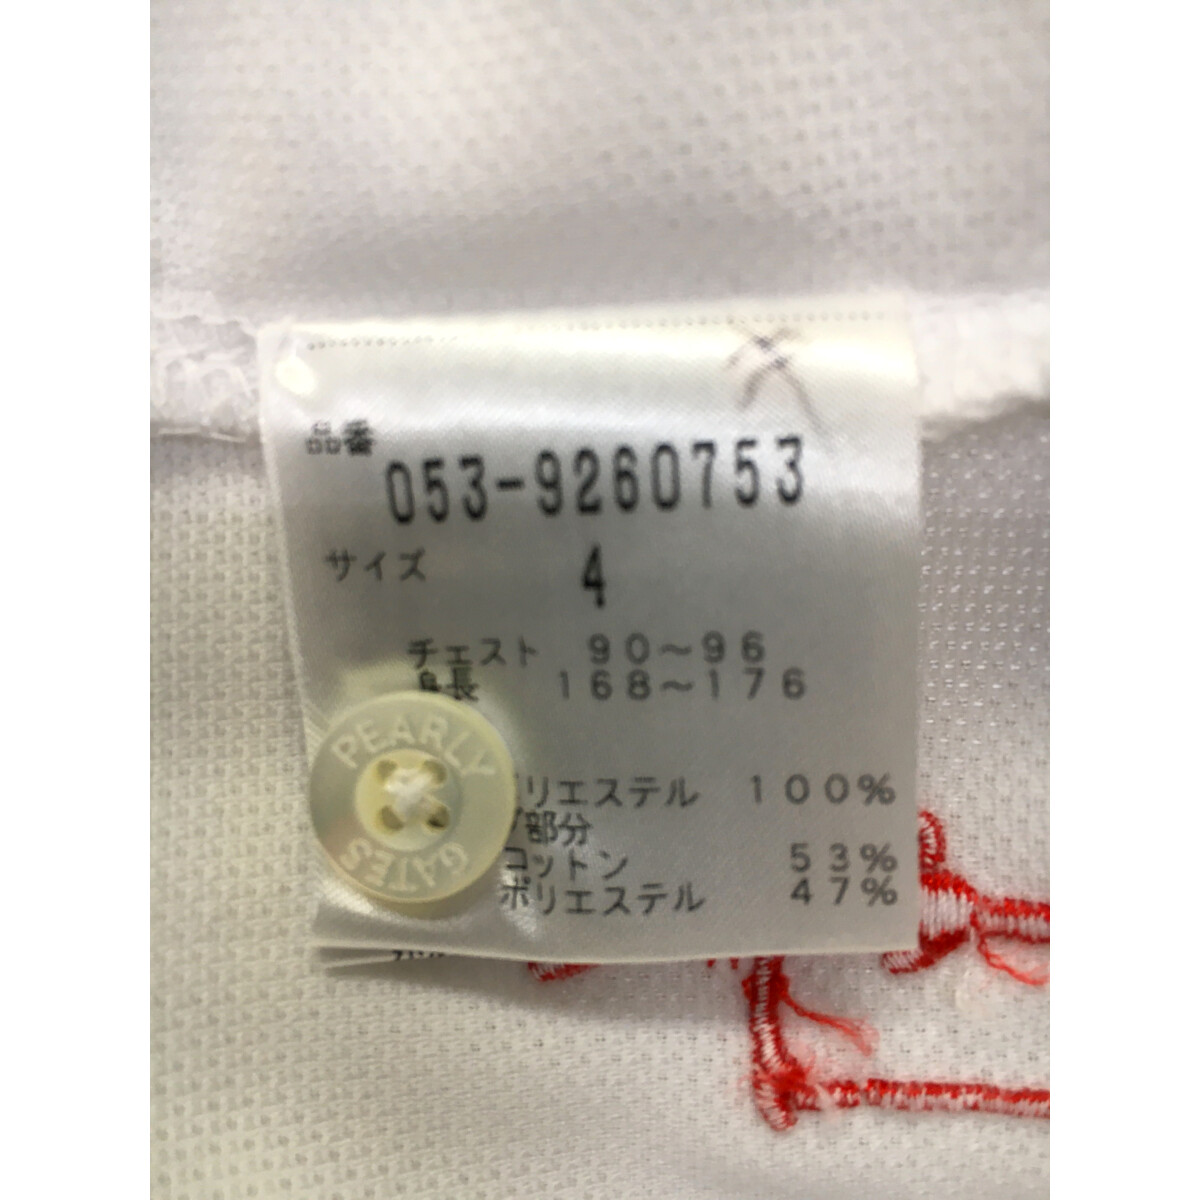 品番
053-9260753
サイズ 4
チェスト 90~96
身長 168~176
ポリエステル 100%
部分
コットン 53%
ポリエステル 47%
PEARLY
GATES